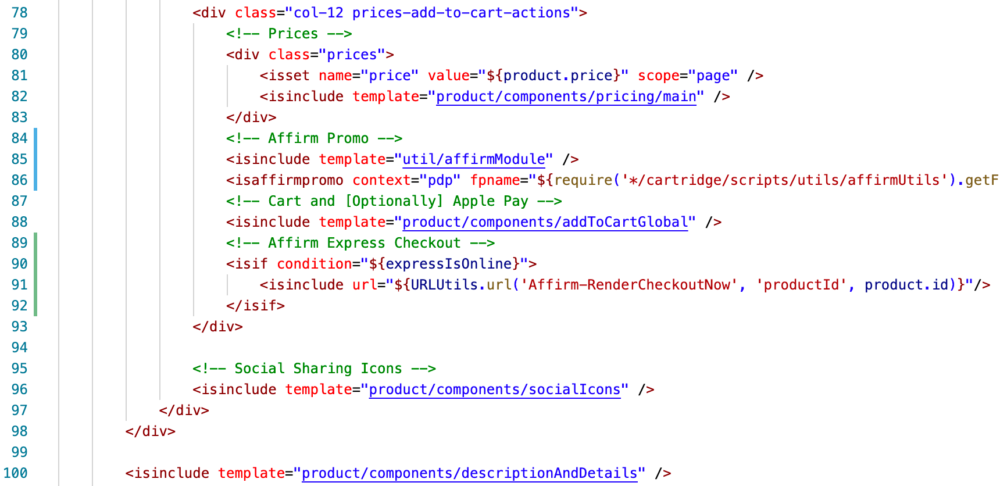 78 <div class="col-12 prices-add-to-cart-actions">
79 <!-- Prices -->
80 <div class="prices">
81 <isset name="price" value="${product.price}" scope="page" />
82 <isinclude template="product/components/pricing/main" />
83 </div>
84 <!-- Affirm Promo -->
85 <isinclude template="util/affirmModule" />
86 <isaffirmpromo context="pdp" fpname="${require('*/cartridge/scripts/utils/affirmUtils').getF
87 <!-- Cart and [Optionally] Apple Pay -->
88 <isinclude template="product/components/addToCartGlobal" />
89 <!-- Affirm Express Checkout -->
90 <isif condition="${expressIsOnline}">
91 <isinclude url="${URLUtils.url('Affirm-RenderCheckoutNow', 'productId', product.id)}"/>
92 </isif>
93 </div>
94
95 <!-- Social Sharing Icons -->
96 <isinclude template="product/components/socialIcons" />
97 </div>
98 </div>
99
100 <isinclude template="product/components/descriptionAndDetails" />